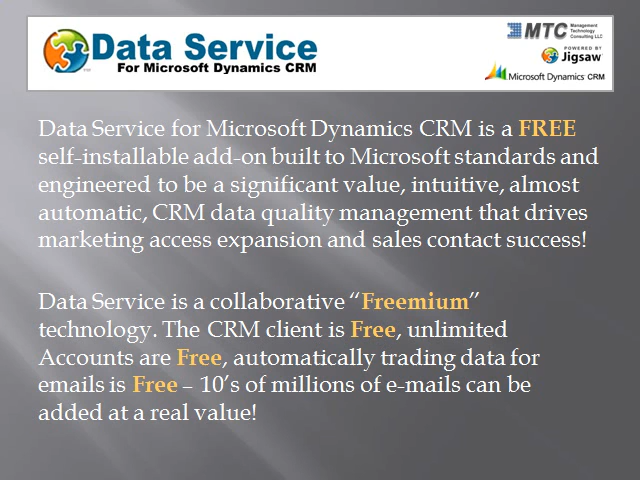 Data Service
For Microsoft Dynamics CRM
MTC
Management
Technology
Consulting LLC
POWERED BY
Jigsaw
Microsoft Dynamics CRM
Data Service for Microsoft Dynamics CRM is a FREE
self-installable add-on built to Microsoft standards and
engineered to be a significant value, intuitive, almost
automatic, CRM data quality management that drives
marketing access expansion and sales contact success!
Data Service is a collaborative “Freemium”
technology. The CRM client is Free, unlimited
Accounts are Free, automatically trading data for
emails is Free – 10’s of millions of e-mails can be
added at a real value!